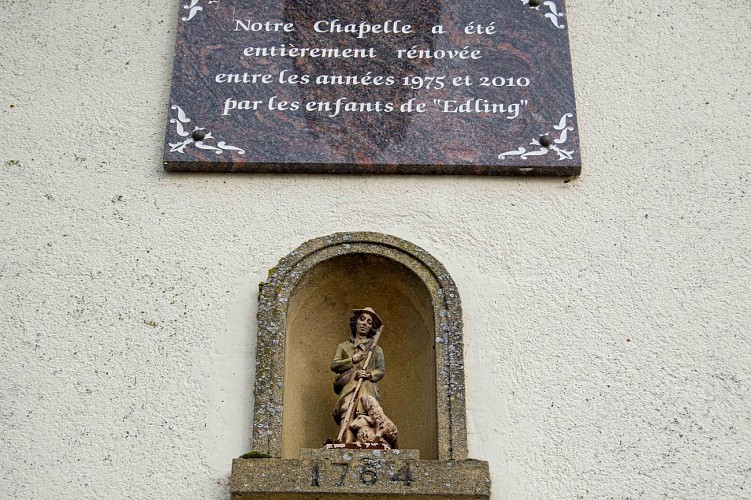 Notre Chapelle a été
entièrement rénovée
entre les années 1975 et 2010
par les enfants de "Edling"
1764